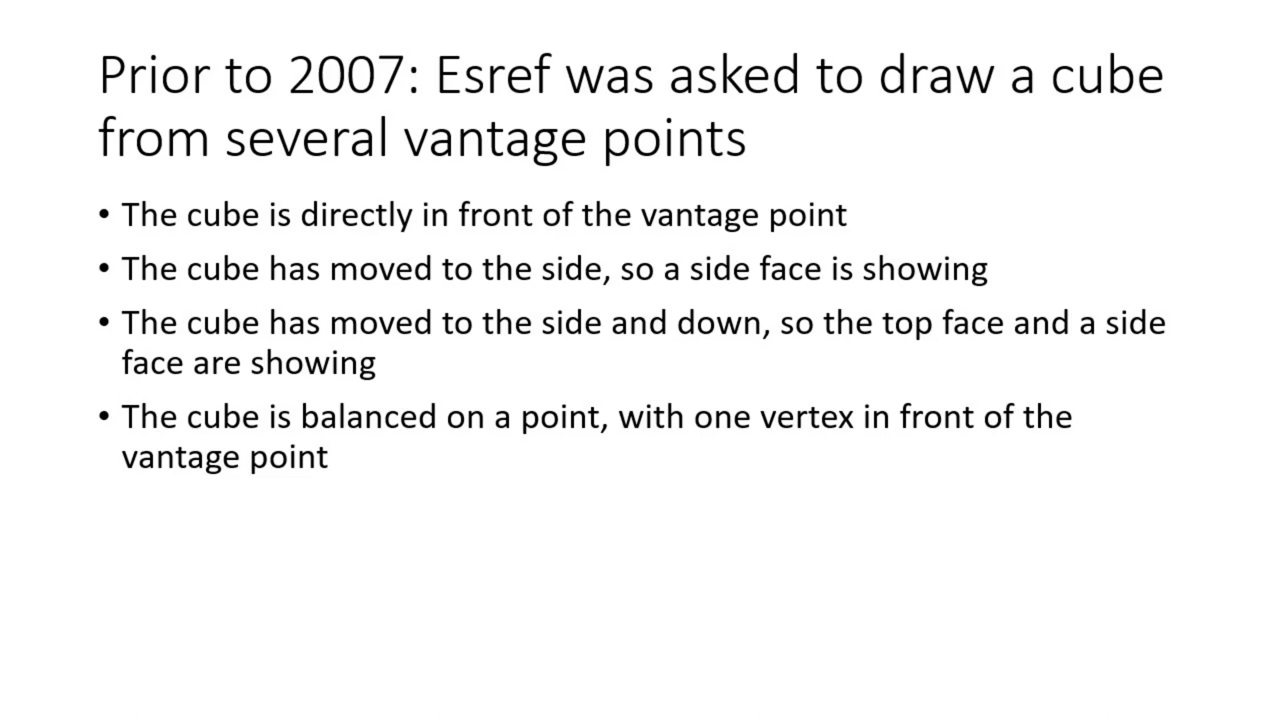 Prior to 2007: Esref was asked to draw a cube
from several vantage points
• The cube is directly in front of the vantage point
• The cube has moved to the side, so a side face is showing
• The cube has moved to the side and down, so the top face and a side
face are showing
• The cube is balanced on a point, with one vertex in front of the
vantage point